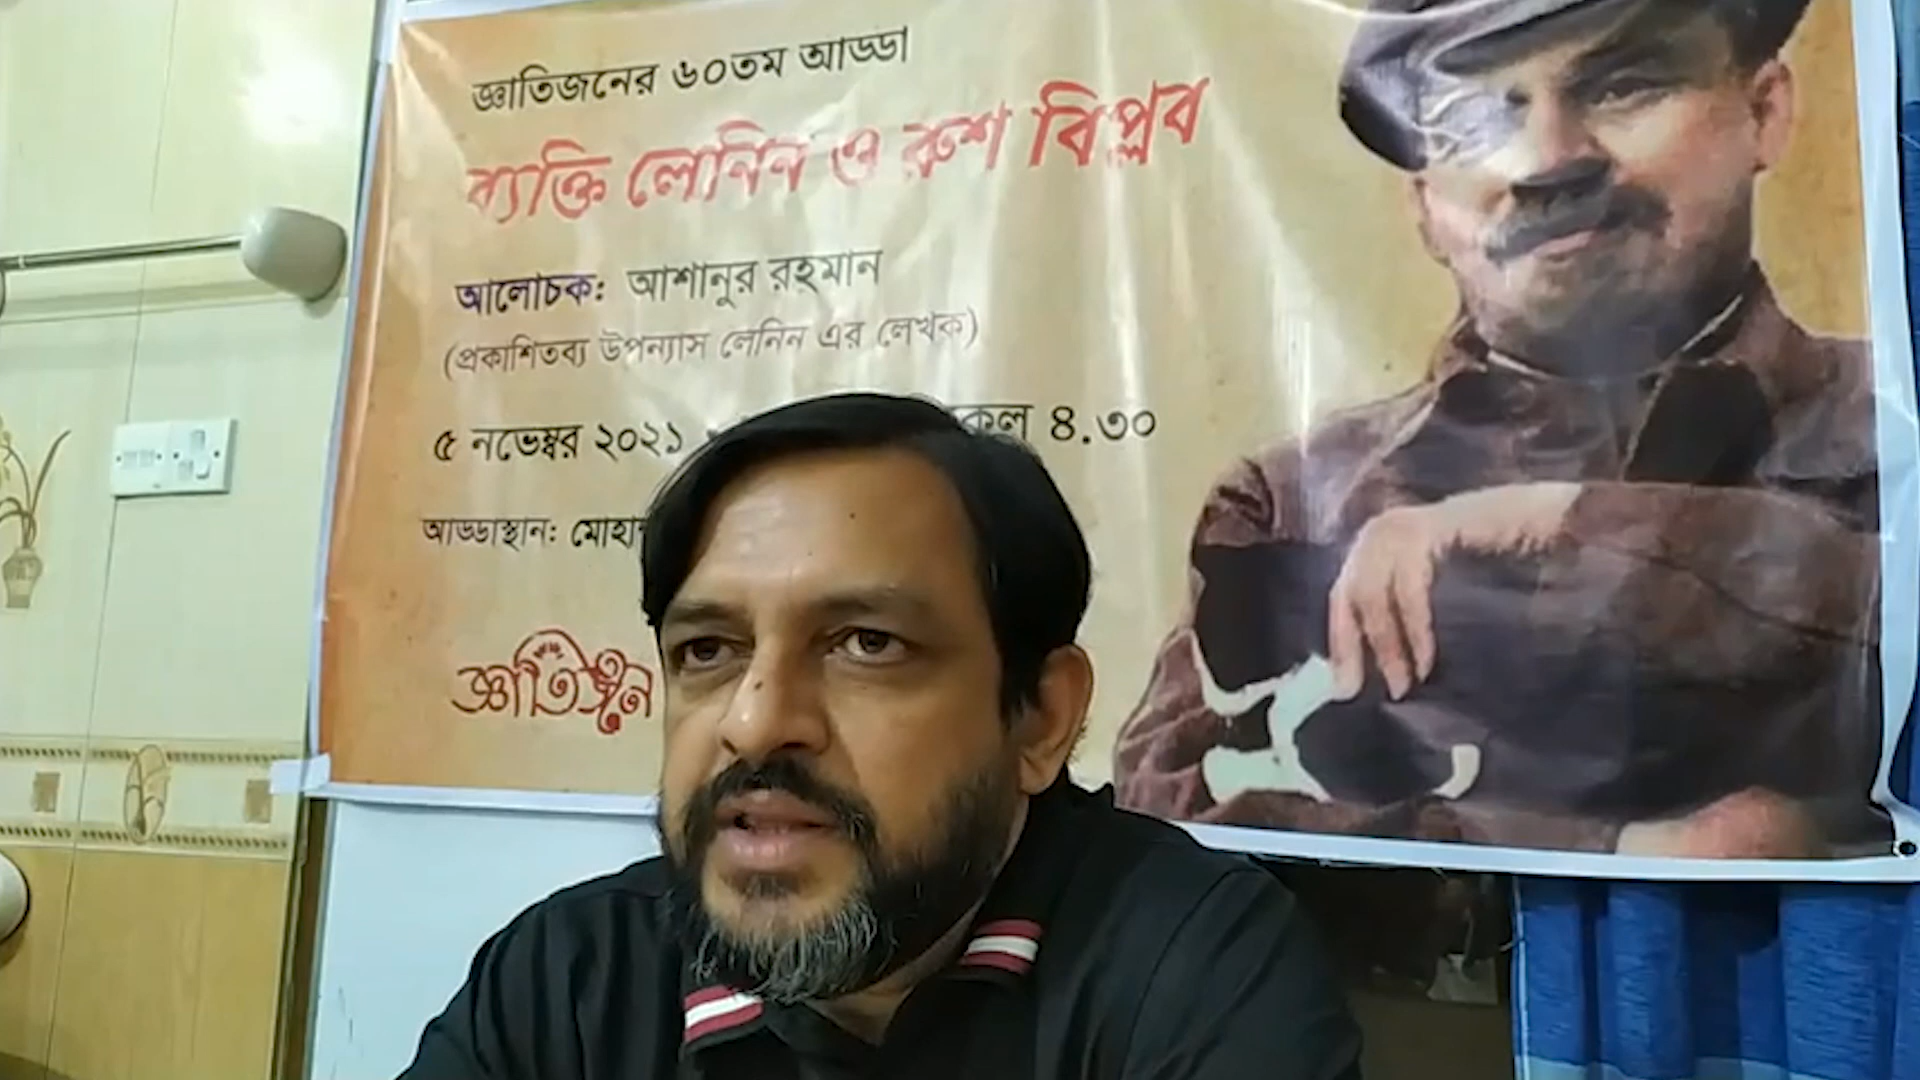 জ্ঞাতিজনের ৬০তম আড্ডা
ব্যক্তি লেনিন ও রুশ বিপ্লব
আলোচক: আশানুর রহমান
(প্রকাশিতব্য উপন্যাস লেনিন এর লেখক)
৫ নভেম্বর ২০২১ ৪.৩০
আড্ডাস্থান:
জ্ঞাতিজন